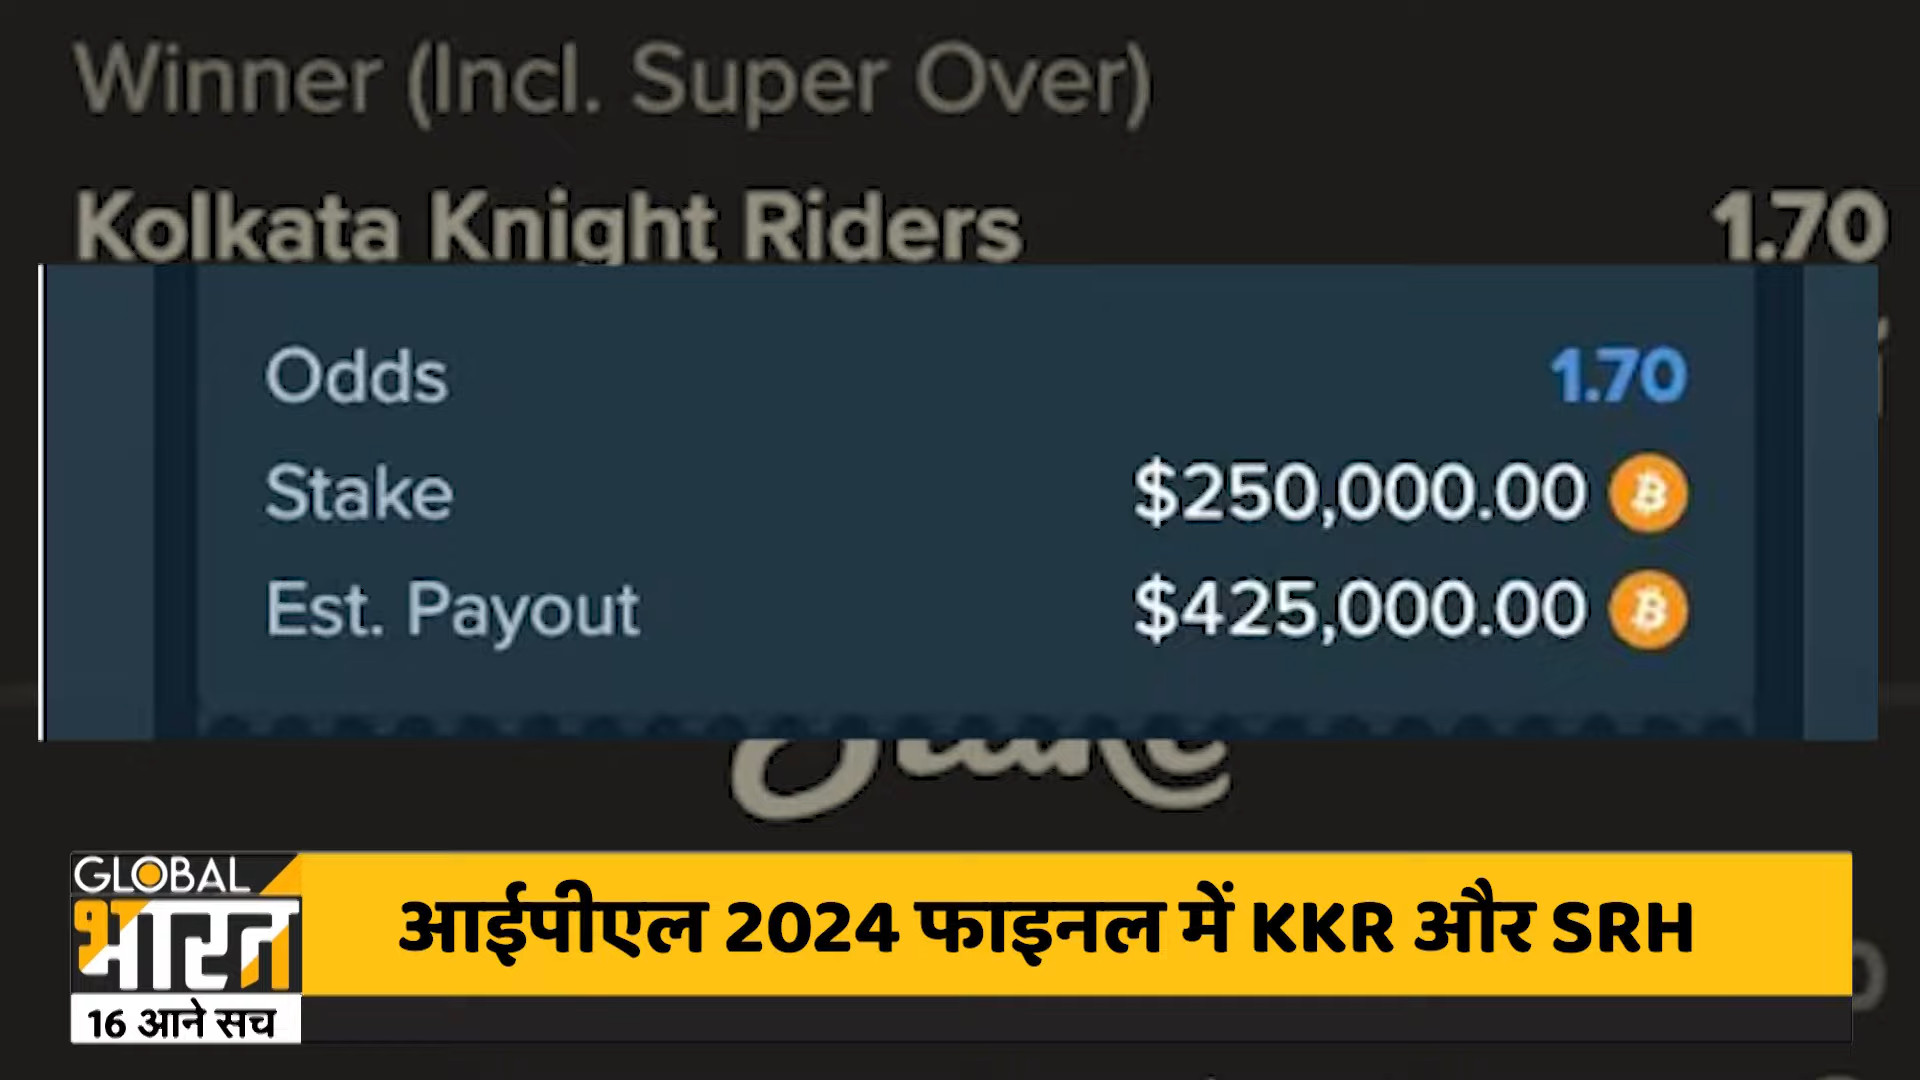 Winner (Incl. Super Over)
Kolkata Knight Riders 1.70
Odds 1.70
Stake $250,000.00
Est. Payout $425,000.00
GLOBAL
भारत
16 आने सच
आईपीएल 2024 फाइनल में KKR और SRH